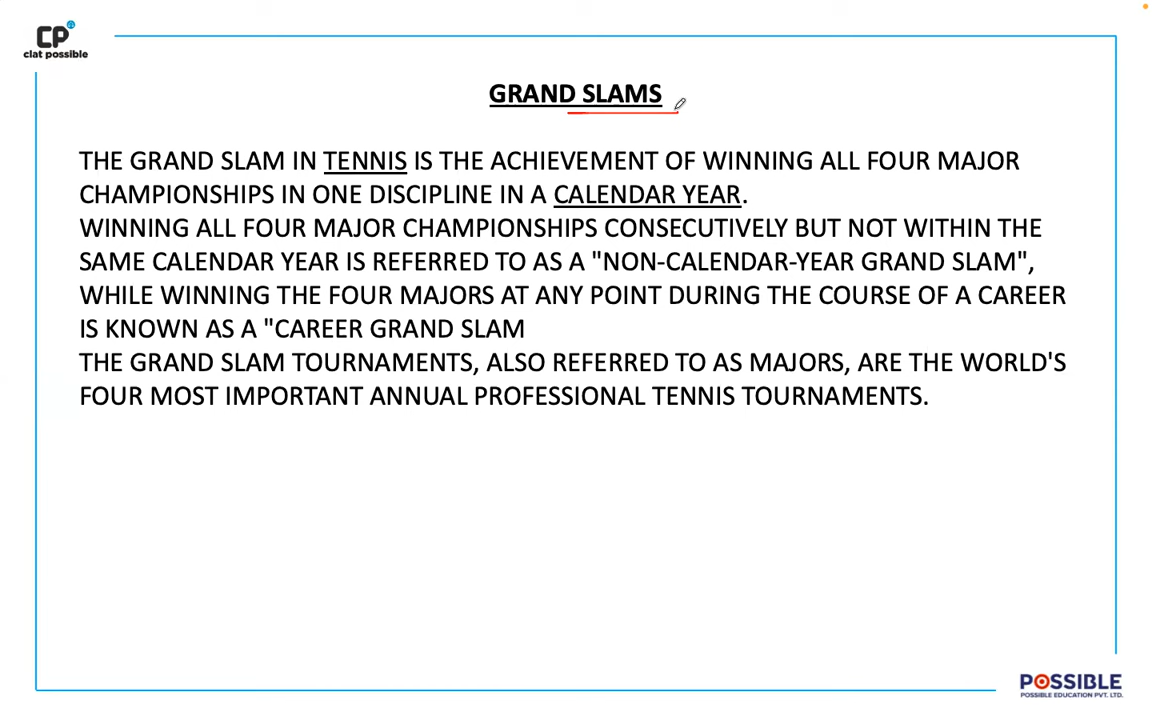 CP
clat possible
GRAND SLAMS
THE GRAND SLAM IN TENNIS IS THE ACHIEVEMENT OF WINNING ALL FOUR MAJOR
CHAMPIONSHIPS IN ONE DISCIPLINE IN A CALENDAR YEAR.
WINNING ALL FOUR MAJOR CHAMPIONSHIPS CONSECUTIVELY BUT NOT WITHIN THE
SAME CALENDAR YEAR IS REFERRED TO AS A "NON-CALENDAR-YEAR GRAND SLAM",
WHILE WINNING THE FOUR MAJORS AT ANY POINT DURING THE COURSE OF A CAREER
IS KNOWN AS A "CAREER GRAND SLAM
THE GRAND SLAM TOURNAMENTS, ALSO REFERRED TO AS MAJORS, ARE THE WORLD'S
FOUR MOST IMPORTANT ANNUAL PROFESSIONAL TENNIS TOURNAMENTS.
POSSIBLE
POSSIBLE EDUCATION PVT. LTD.